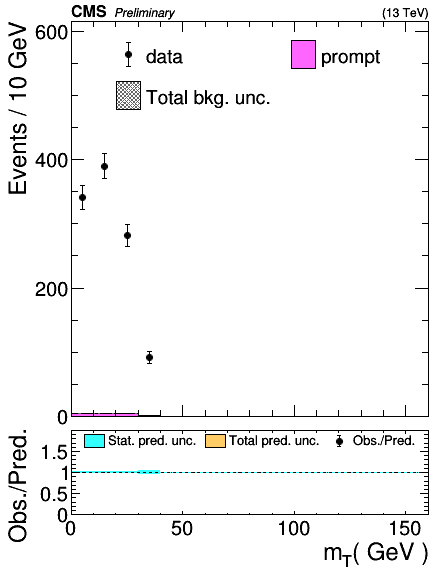 CMS Preliminary (13 TeV)
data prompt
Total bkg. unc.
Events / 10 GeV
600
400
200
0
Stat. pred. unc. Total pred. unc. Obs./Pred.
Obs./Pred.
1.5
1
0.5
0
0 50 100 150
m_T( GeV )